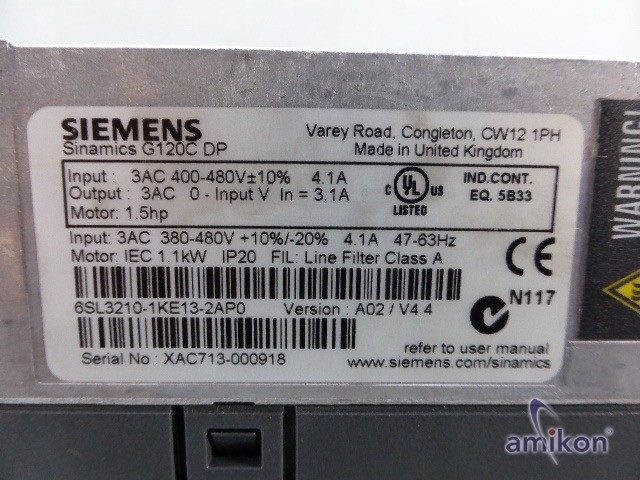 SIEMENS
Sinamics G120C DP
Varey Road, Congleton, CW12 1PH
Made in United Kingdom
Input : 3AC 400-480V±10% 4.1A
Output : 3AC 0 - Input V In = 3.1A
Motor: 1.5hp
C UL US
LISTED
IND.CONT.
EQ. 5B33
Input: 3AC 380-480V +10%/-20% 4.1A 47-63Hz
Motor: IEC 1.1kW IP20 FIL: Line Filter Class A
CE
6SL3210-1KE13-2AP0 Version : A02 / V4.4
N117
Serial No : XAC713-000918
refer to user manual
www.siemens.com/sinamics
WARNING!
amikon